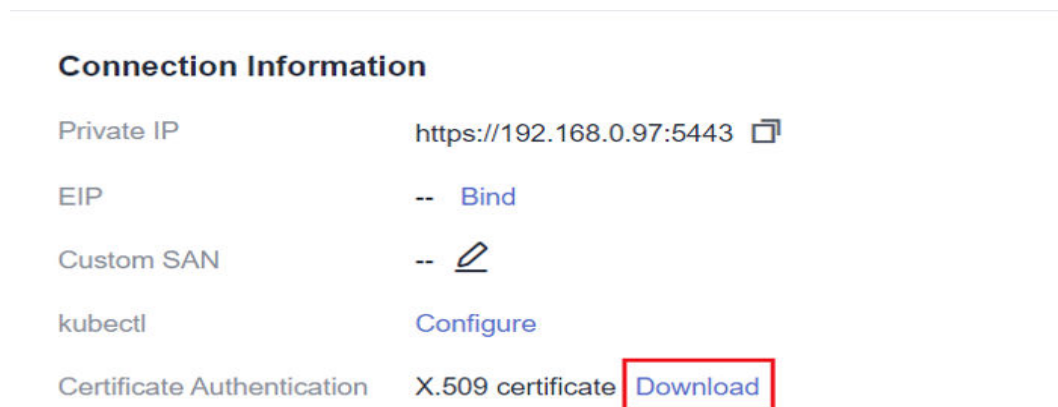 Connection Information
Private IP https://192.168.0.97:5443
EIP -- Bind
Custom SAN --
kubectl Configure
Certificate Authentication X.509 certificate Download